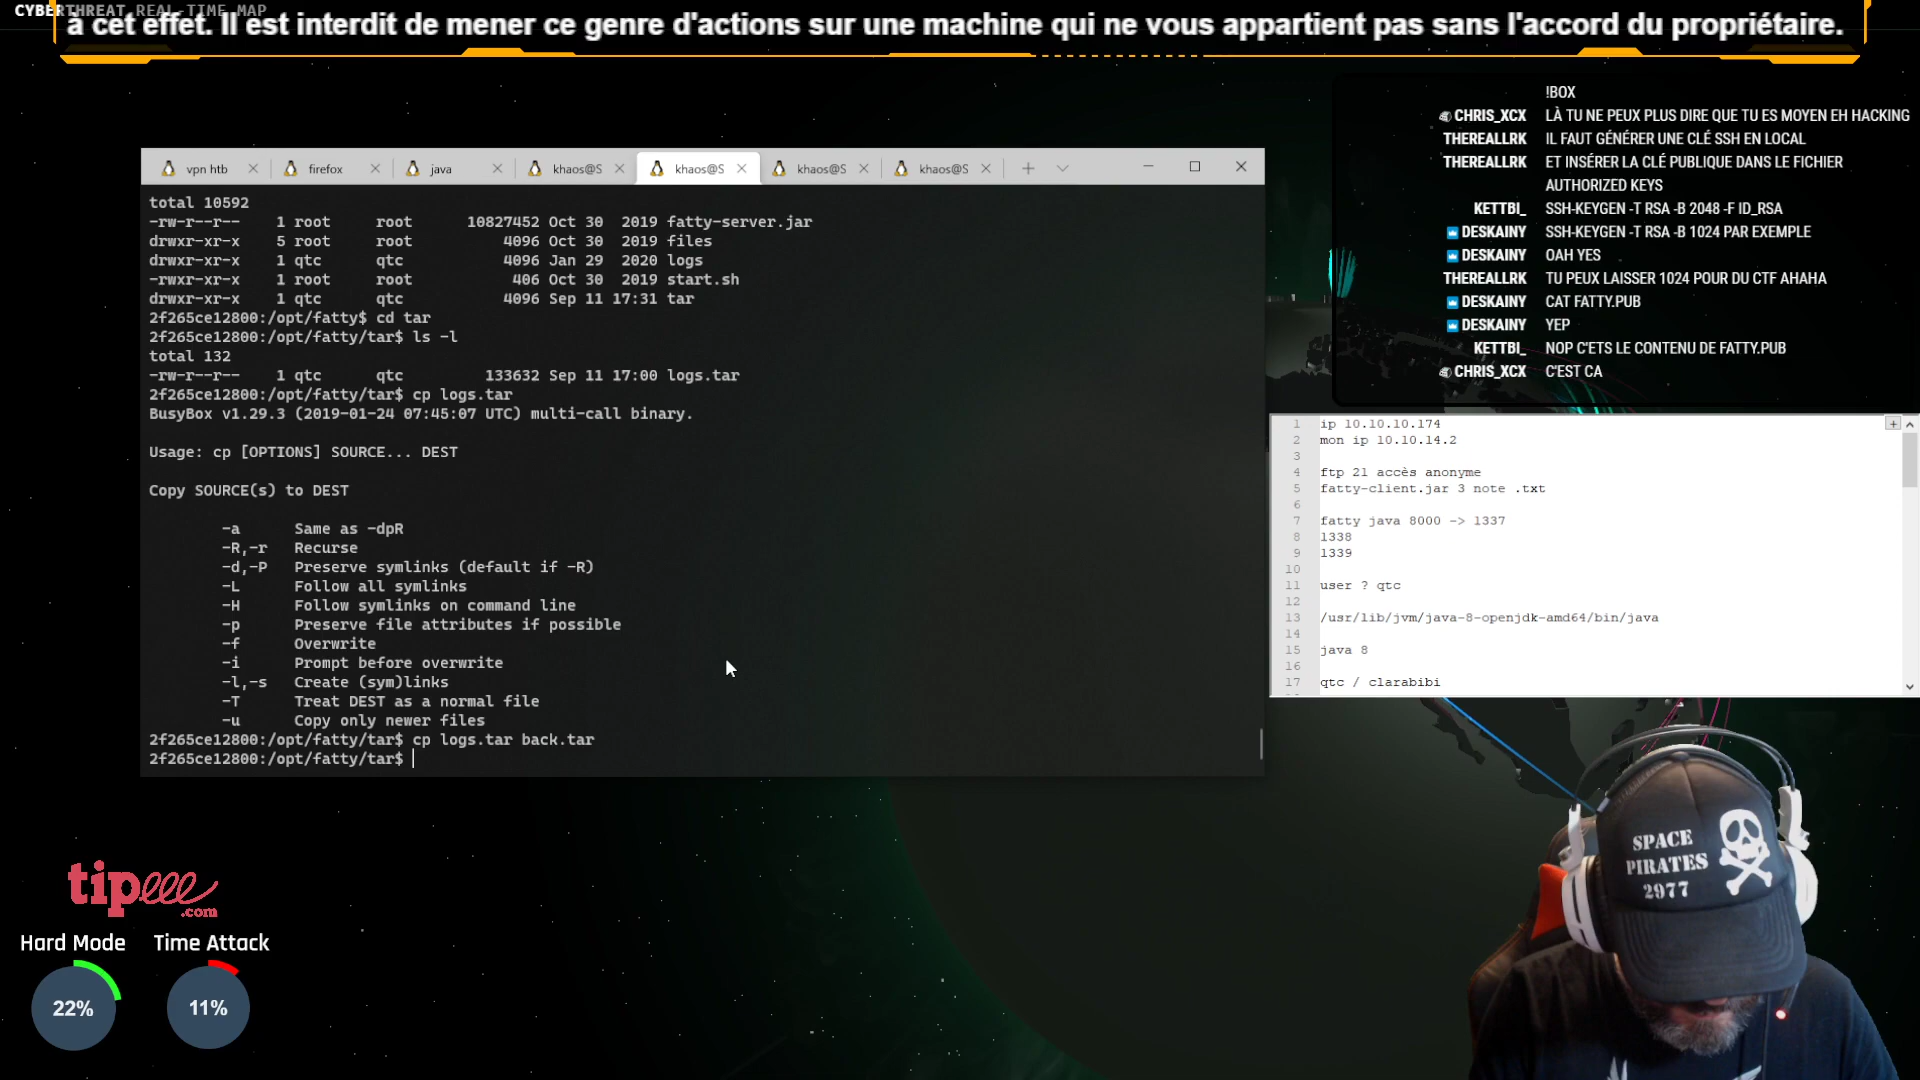 CYBERTHREAT REAL-TIME MAP
à cet effet. Il est interdit de mener ce genre d'actions sur une machine qui ne vous appartient pas sans l'accord du propriétaire.
!BOX
CHRIS_XCX LÀ TU NE PEUX PLUS DIRE QUE TU ES MOYEN EH HACKING
THEREALLRK IL FAUT GÉNÉRER UNE CLÉ SSH EN LOCAL
THEREALLRK ET INSÉRER LA CLÉ PUBLIQUE DANS LE FICHIER
AUTHORIZED KEYS
KETTBI_ SSH-KEYGEN -T RSA -B 2048 -F ID_RSA
DESKAINY SSH-KEYGEN -T RSA -B 1024 PAR EXEMPLE
DESKAINY OAH YES
THEREALLRK TU PEUX LAISSER 1024 POUR DU CTF AHAHA
DESKAINY CAT FATTY.PUB
DESKAINY YEP
KETTBI_ NOP C'ETS LE CONTENU DE FATTY.PUB
CHRIS_XCX C'EST CA
vpn htb firefox java khaos@S khaos@S khaos@S khaos@S
total 10592
-rw-r--r-- 1 root root 10827452 Oct 30 2019 fatty-server.jar
drwxr-xr-x 5 root root 4096 Oct 30 2019 files
drwxr-xr-x 1 qtc qtc 4096 Jan 29 2020 logs
-rwxr-xr-x 1 root root 406 Oct 30 2019 start.sh
drwxr-xr-x 1 qtc qtc 4096 Sep 11 17:31 tar
2f265ce12800:/opt/fatty$ cd tar
2f265ce12800:/opt/fatty/tar$ ls -l
total 132
-rw-r--r-- 1 qtc qtc 133632 Sep 11 17:00 logs.tar
2f265ce12800:/opt/fatty/tar$ cp logs.tar
BusyBox v1.29.3 (2019-01-24 07:45:07 UTC) multi-call binary.
Usage: cp [OPTIONS] SOURCE... DEST
Copy SOURCE(s) to DEST
-a Same as -dpR
-R,-r Recurse
-d,-P Preserve symlinks (default if -R)
-L Follow all symlinks
-H Follow symlinks on command line
-p Preserve file attributes if possible
-f Overwrite
-i Prompt before overwrite
-l,-s Create (sym)links
-T Treat DEST as a normal file
-u Copy only newer files
2f265ce12800:/opt/fatty/tar$ cp logs.tar back.tar
2f265ce12800:/opt/fatty/tar$
1 ip 10.10.10.174
2 mon ip 10.10.14.2
3
4 ftp 21 accès anonyme
5 fatty-client.jar 3 note .txt
6
7 fatty java 8000 -> 1337
8 1338
9 1339
10
11 user ? qtc
12
13 /usr/lib/jvm/java-8-openjdk-amd64/bin/java
14
15 java 8
16
17 qtc / clarabibi
SPACE
PIRATES
2977
tipeee
.com
Hard Mode Time Attack
22% 11%